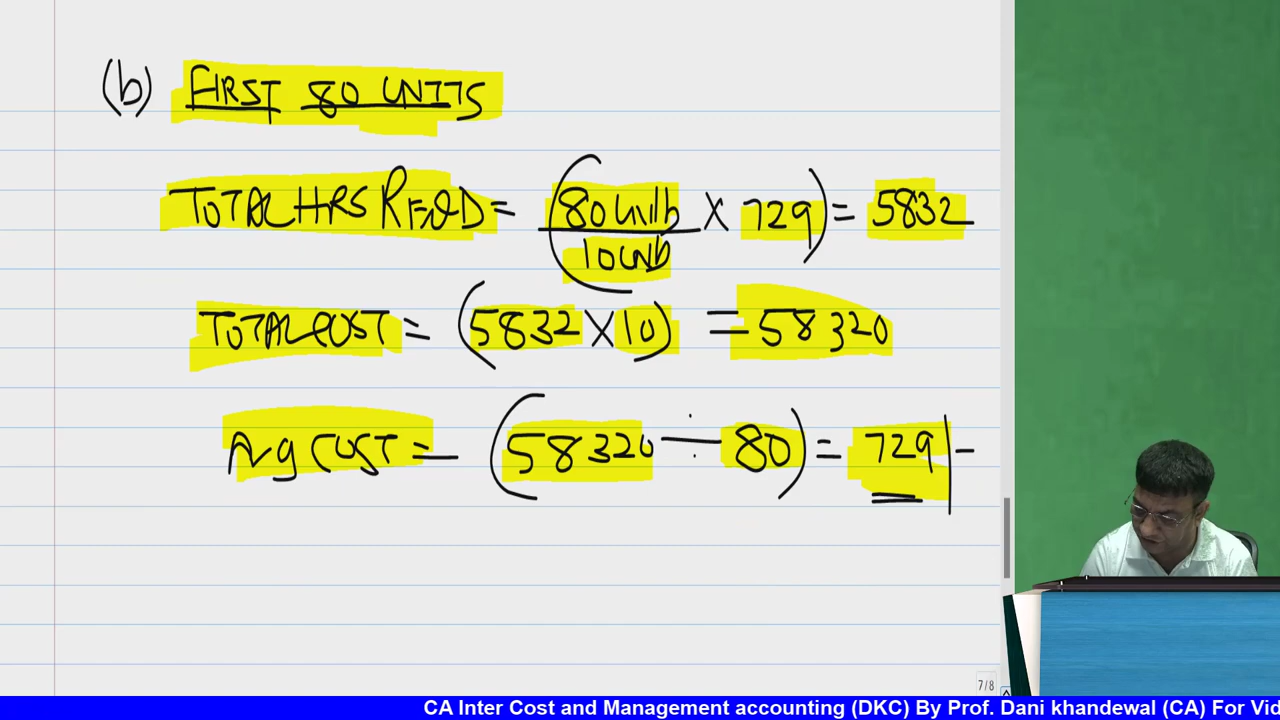 (b) FIRST 80 UNITS
TOTAL HRS REQD = (80 units / 10 units × 729) = 5832
TOTAL COST = (5832 × 10) = 58320
Avg COST = (58320 ÷ 80) = 729/-
7/8
CA Inter Cost and Management accounting (DKC) By Prof. Dani khandewal (CA) For Vid